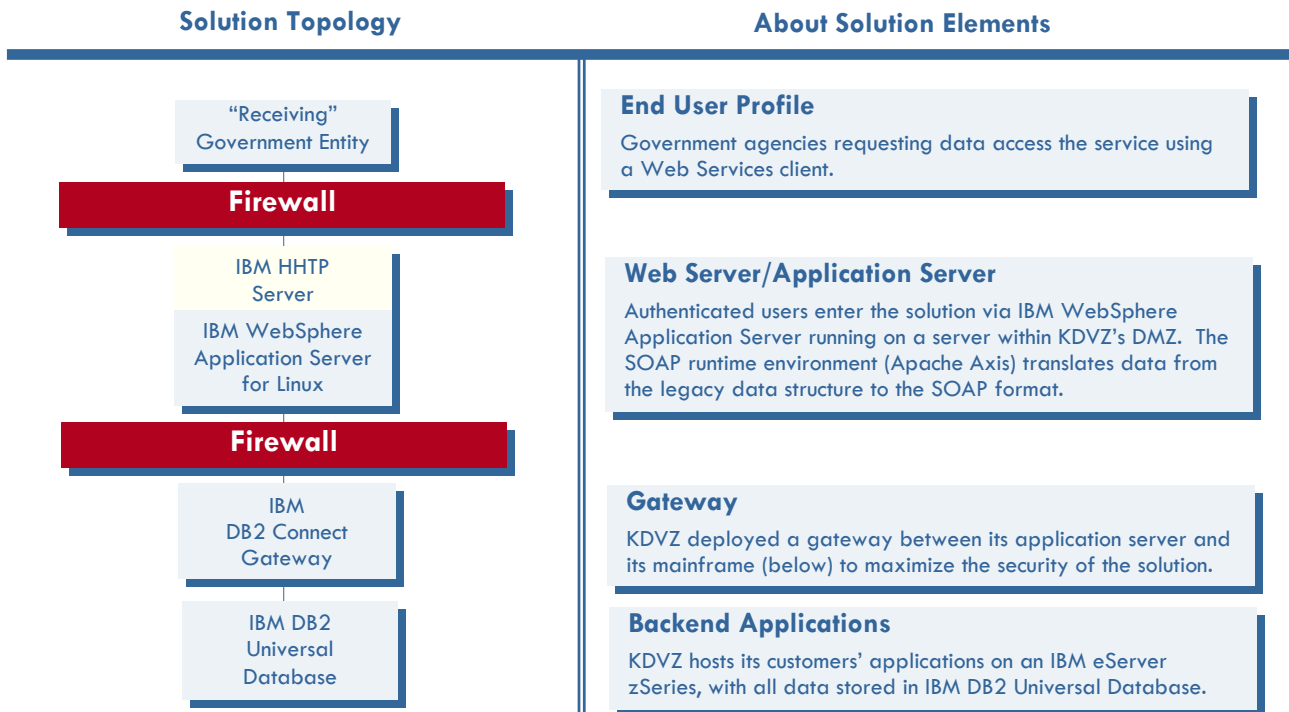 Solution Topology
About Solution Elements
“Receiving”
Government Entity
Firewall
IBM HHTP
Server
IBM WebSphere
Application Server
for Linux
Firewall
IBM
DB2 Connect
Gateway
IBM DB2
Universal
Database
End User Profile
Government agencies requesting data access the service using
a Web Services client.
Web Server/Application Server
Authenticated users enter the solution via IBM WebSphere
Application Server running on a server within KDVZ’s DMZ. The
SOAP runtime environment (Apache Axis) translates data from
the legacy data structure to the SOAP format.
Gateway
KDVZ deployed a gateway between its application server and
its mainframe (below) to maximize the security of the solution.
Backend Applications
KDVZ hosts its customers’ applications on an IBM eServer
zSeries, with all data stored in IBM DB2 Universal Database.